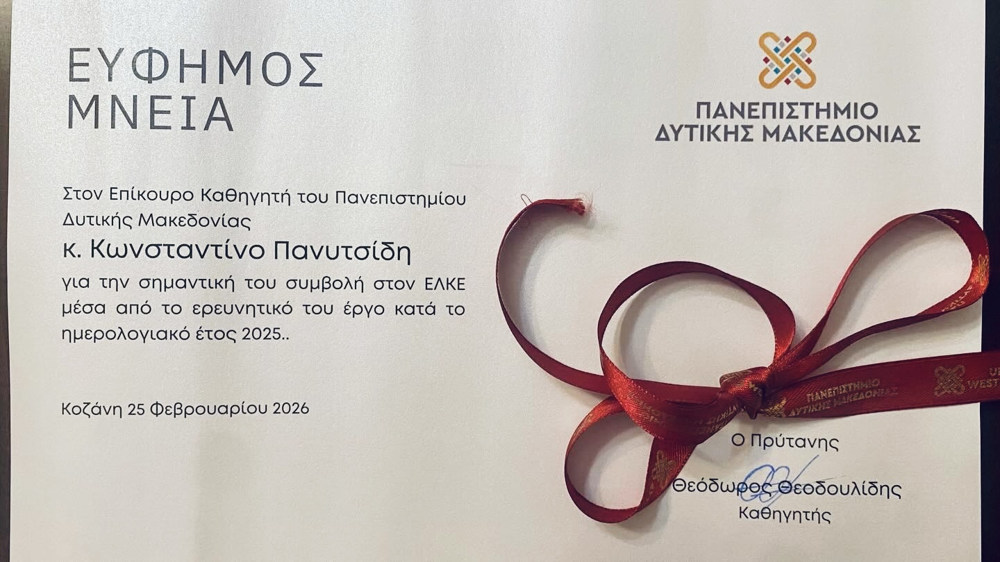 ΕΥΦΗΜΟΣ
ΜΝΕΙΑ
ΠΑΝΕΠΙΣΤΗΜΙΟ
ΔΥΤΙΚΗΣ ΜΑΚΕΔΟΝΙΑΣ
Στον Επίκουρο Καθηγητή του Πανεπιστημίου
Δυτικής Μακεδονίας
κ. Κωνσταντίνο Πανυτσίδη
για την σημαντική του συμβολή στον ΕΛΚΕ
μέσα από το ερευνητικό του έργο κατά το
ημερολογιακό έτος 2025..
Κοζάνη 25 Φεβρουαρίου 2026
ΠΑΝΕΠΙΣΤΗΜΙΟ
ΔΥΤΙΚΗΣ ΜΑΚΕΔΟΝΙΑΣ
WEST
Ο Πρύτανης
Θεόδωρος Θεοδουλίδης
Καθηγητής